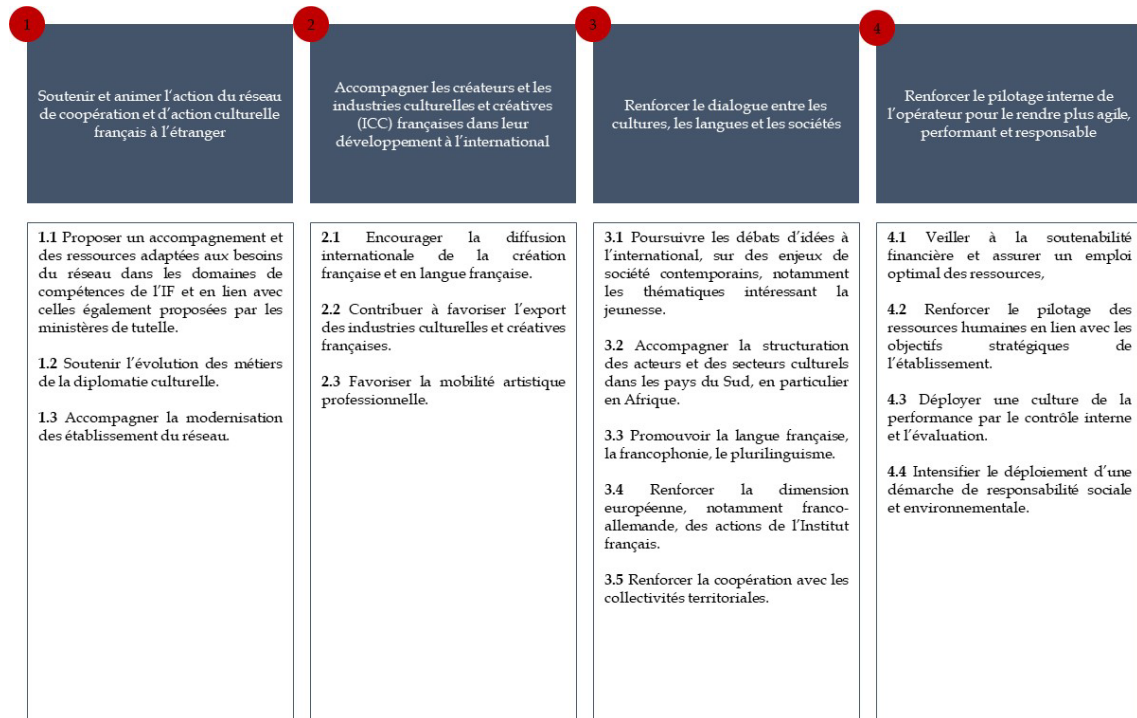 1
Soutenir et animer l'action du réseau
de coopération et d'action culturelle
français à l'étranger
2
Accompagner les créateurs et les
industries culturelles et créatives
(ICC) françaises dans leur
développement à l'international
3
Renforcer le dialogue entre les
cultures, les langues et les sociétés
4
Renforcer le pilotage interne de
l'opérateur pour le rendre plus agile,
performant et responsable
1.1 Proposer un accompagnement et
des ressources adaptées aux besoins
du réseau dans les domaines de
compétences de l'IF et en lien avec
celles également proposées par les
ministères de tutelle.
1.2 Soutenir l'évolution des métiers
de la diplomatie culturelle.
1.3 Accompagner la modernisation
des établissement du réseau.
2.1 Encourager la diffusion
internationale de la création
française et en langue française.
2.2 Contribuer à favoriser l'export
des industries culturelles et créatives
françaises.
2.3 Favoriser la mobilité artistique
professionnelle.
3.1 Poursuivre les débats d'idées à
l'international, sur des enjeux de
société contemporains, notamment
les thématiques intéressant la
jeunesse.
3.2 Accompagner la structuration
des acteurs et des secteurs culturels
dans les pays du Sud, en particulier
en Afrique.
3.3 Promouvoir la langue française,
la francophonie, le plurilinguisme.
3.4 Renforcer la dimension
européenne, notamment franco-
allemande, des actions de l'Institut
français.
3.5 Renforcer la coopération avec les
collectivités territoriales.
4.1 Veiller à la soutenabilité
financière et assurer un emploi
optimal des ressources,
4.2 Renforcer le pilotage des
ressources humaines en lien avec les
objectifs stratégiques de
l'établissement.
4.3 Déployer une culture de la
performance par le contrôle interne
et l'évaluation.
4.4 Intensifier le déploiement d'une
démarche de responsabilité sociale
et environnementale.